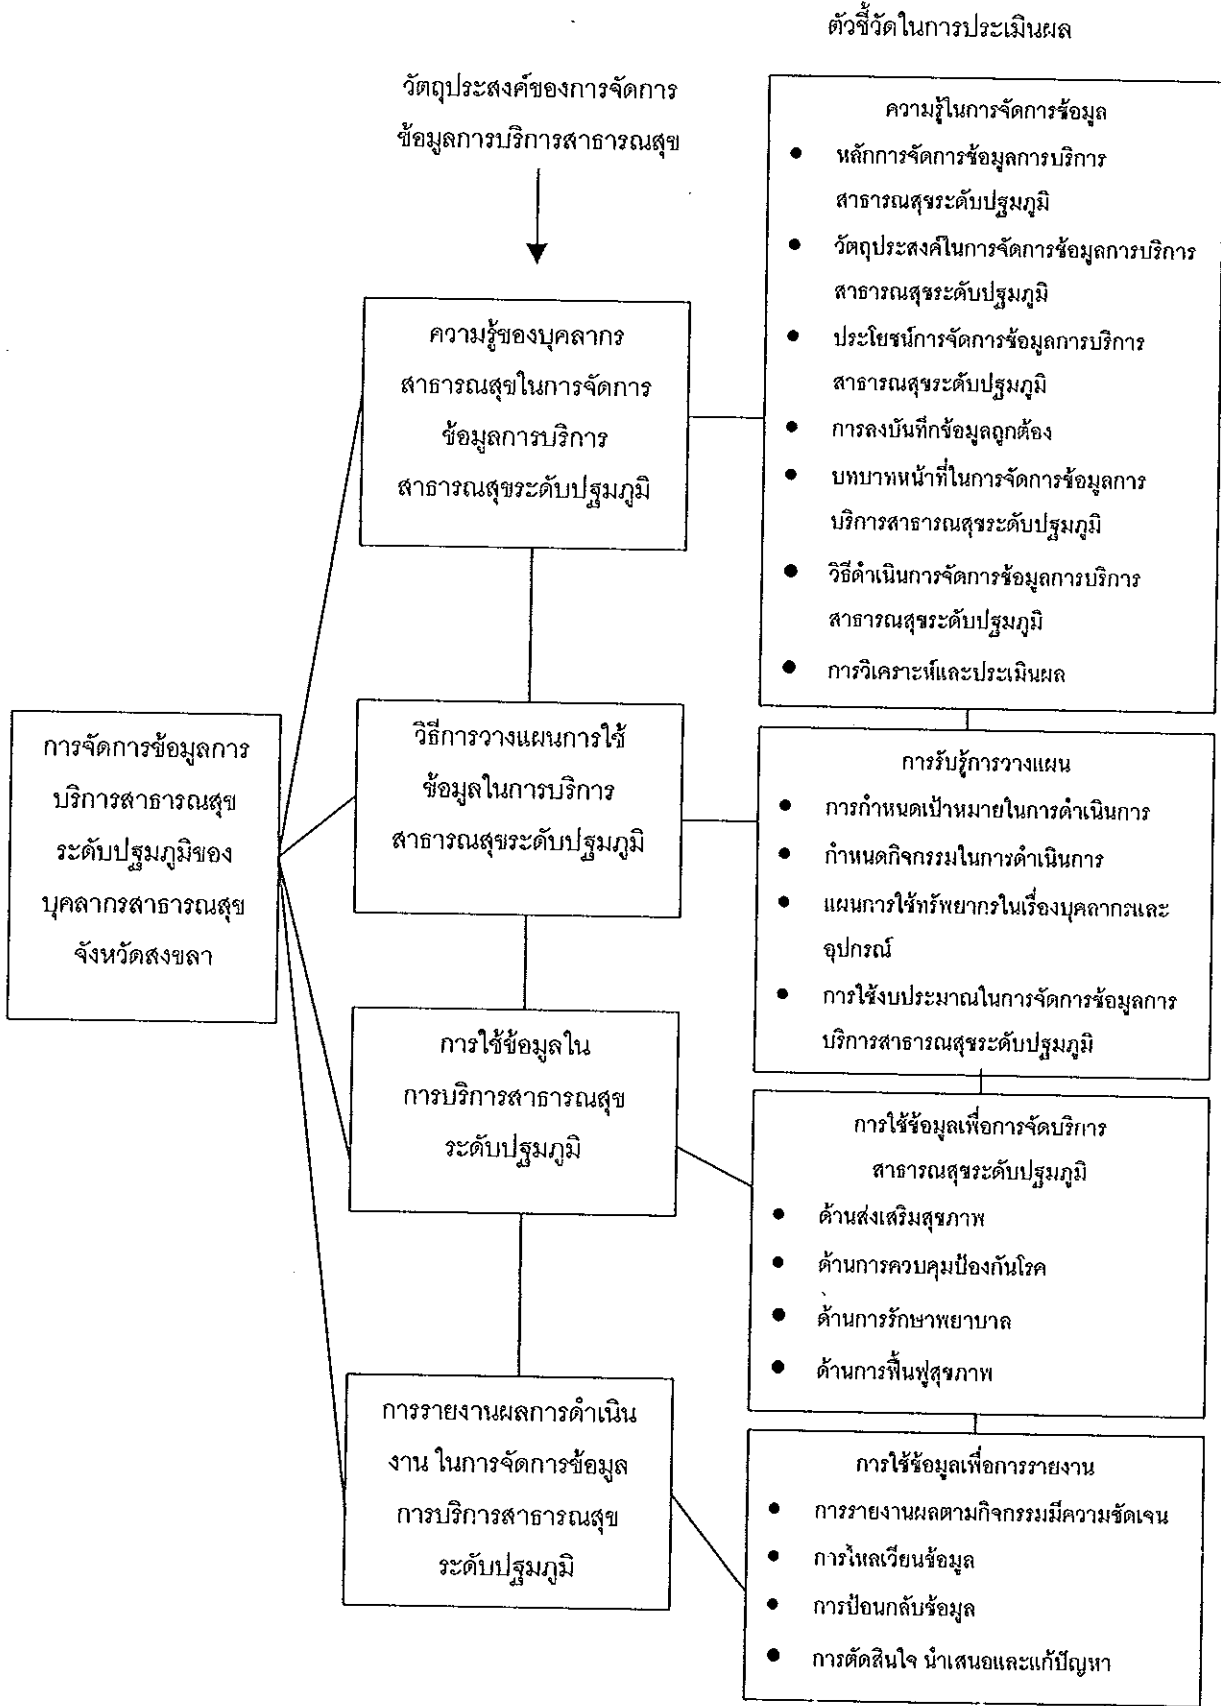 ตัวชี้วัดในการประเมินผล
วัตถุประสงค์ของการจัดการ
ข้อมูลการบริการสาธารณสุข
ความรู้ในการจัดการข้อมูล
● หลักการจัดการข้อมูลการบริการ
สาธารณสุขระดับปฐมภูมิ
● วัตถุประสงค์ในการจัดการข้อมูลการบริการ
สาธารณสุขระดับปฐมภูมิ
● ประโยชน์การจัดการข้อมูลการบริการ
สาธารณสุขระดับปฐมภูมิ
● การลงบันทึกข้อมูลถูกต้อง
● บทบาทหน้าที่ในการจัดการข้อมูลการ
บริการสาธารณสุขระดับปฐมภูมิ
● วิธีดำเนินการจัดการข้อมูลการบริการ
สาธารณสุขระดับปฐมภูมิ
● การวิเคราะห์และประเมินผล
ความรู้ของบุคลากร
สาธารณสุขในการจัดการ
ข้อมูลการบริการ
สาธารณสุขระดับปฐมภูมิ
การจัดการข้อมูลการ
บริการสาธารณสุข
ระดับปฐมภูมิของ
บุคลากรสาธารณสุข
จังหวัดสงขลา
วิธีการวางแผนการใช้
ข้อมูลในการบริการ
สาธารณสุขระดับปฐมภูมิ
การรับรู้การวางแผน
● การกำหนดเป้าหมายในการดำเนินการ
● กำหนดกิจกรรมในการดำเนินการ
● แผนการใช้ทรัพยากรในเรื่องบุคลากรและ
อุปกรณ์
● การใช้งบประมาณในการจัดการข้อมูลการ
บริการสาธารณสุขระดับปฐมภูมิ
การใช้ข้อมูลใน
การบริการสาธารณสุข
ระดับปฐมภูมิ
การใช้ข้อมูลเพื่อการจัดบริการ
สาธารณสุขระดับปฐมภูมิ
● ด้านส่งเสริมสุขภาพ
● ด้านการควบคุมป้องกันโรค
● ด้านการรักษาพยาบาล
● ด้านการฟื้นฟูสุขภาพ
การรายงานผลการดำเนิน
งาน ในการจัดการข้อมูล
การบริการสาธารณสุข
ระดับปฐมภูมิ
การใช้ข้อมูลเพื่อการรายงาน
● การรายงานผลตามกิจกรรมมีความชัดเจน
● การไหลเวียนข้อมูล
● การป้อนกลับข้อมูล
● การตัดสินใจ นำเสนอและแก้ปัญหา